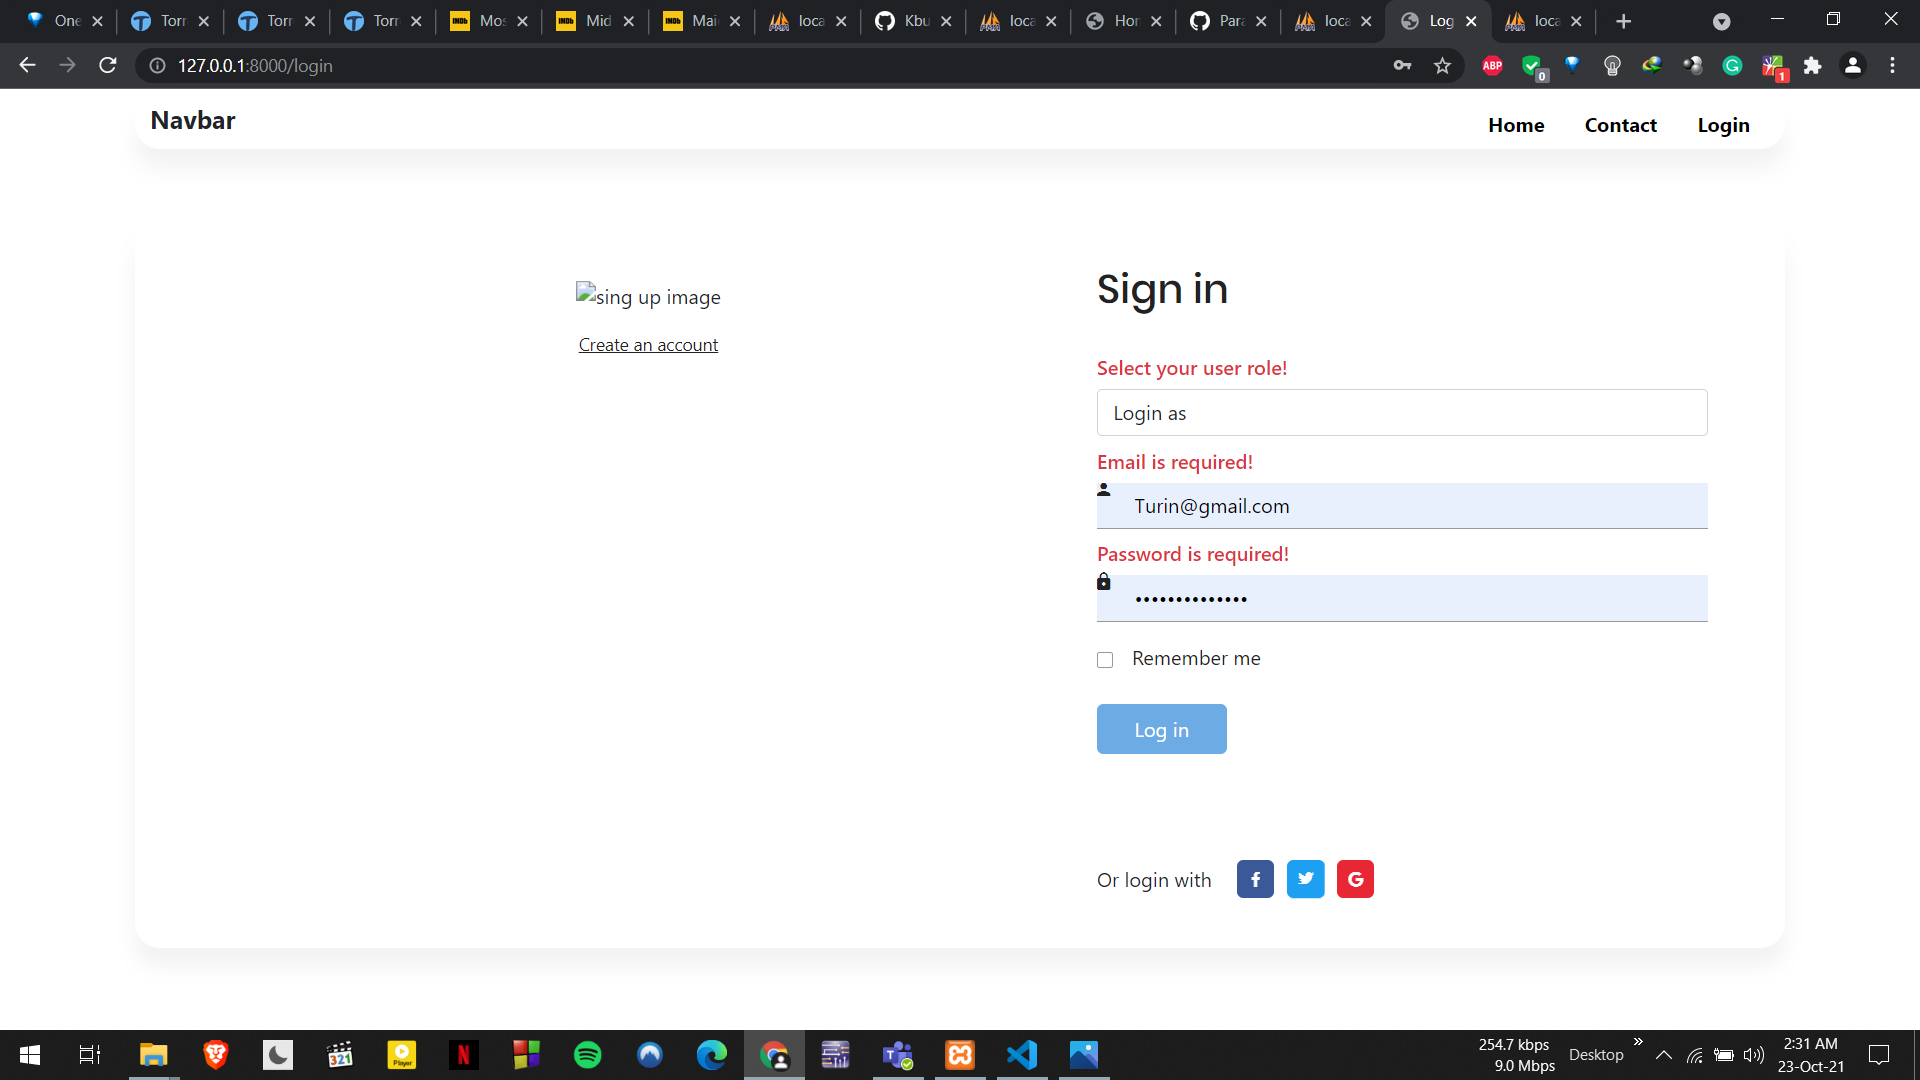 One
Torr
Torr
Torr
Mos
Mid
Mai
loca
Kbu
loca
Hom
Para
loca
Log
loca
127.0.0.1:8000/login
ABP
0
1
Navbar
Home
Contact
Login
sing up image
Create an account
Sign in
Select your user role!
Login as
Email is required!
Turin@gmail.com
Password is required!
••••••••••••••
Remember me
Log in
Or login with
254.7 kbps
9.0 Mbps
Desktop
2:31 AM
23-Oct-21